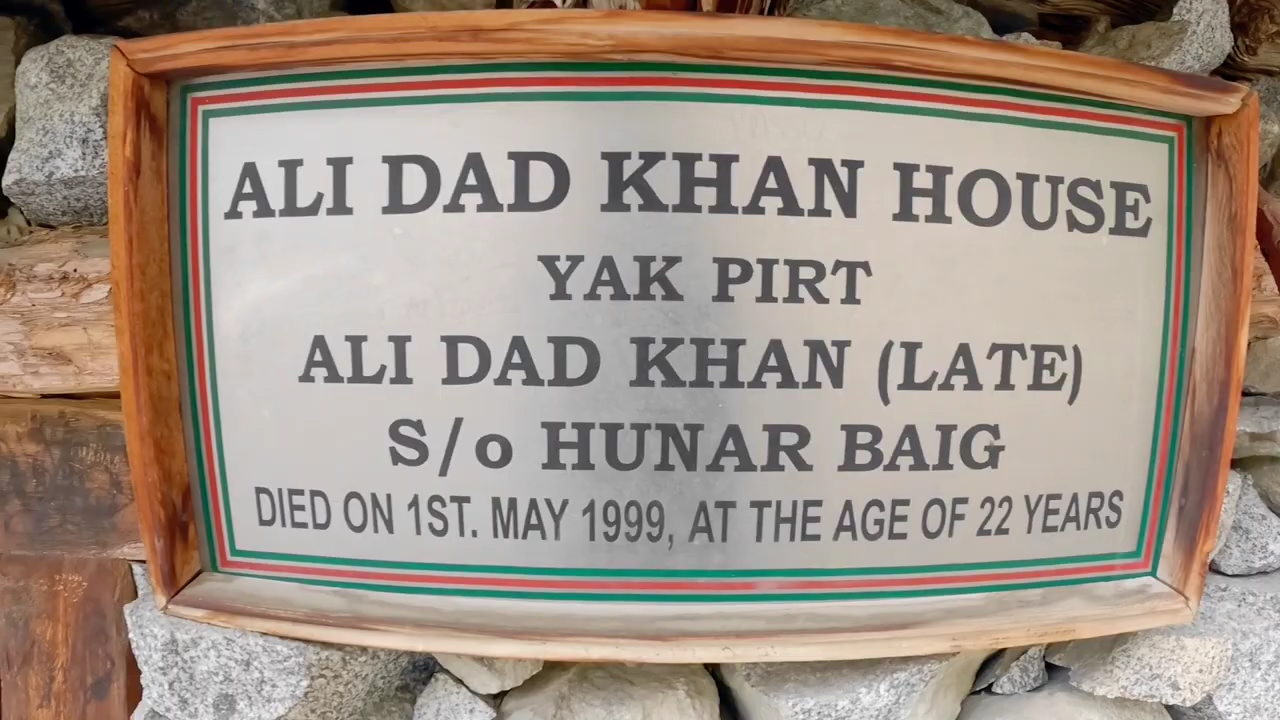 ALI DAD KHAN HOUSE
YAK PIRT
ALI DAD KHAN (LATE)
S/o HUNAR BAIG
DIED ON 1ST. MAY 1999, AT THE AGE OF 22 YEARS